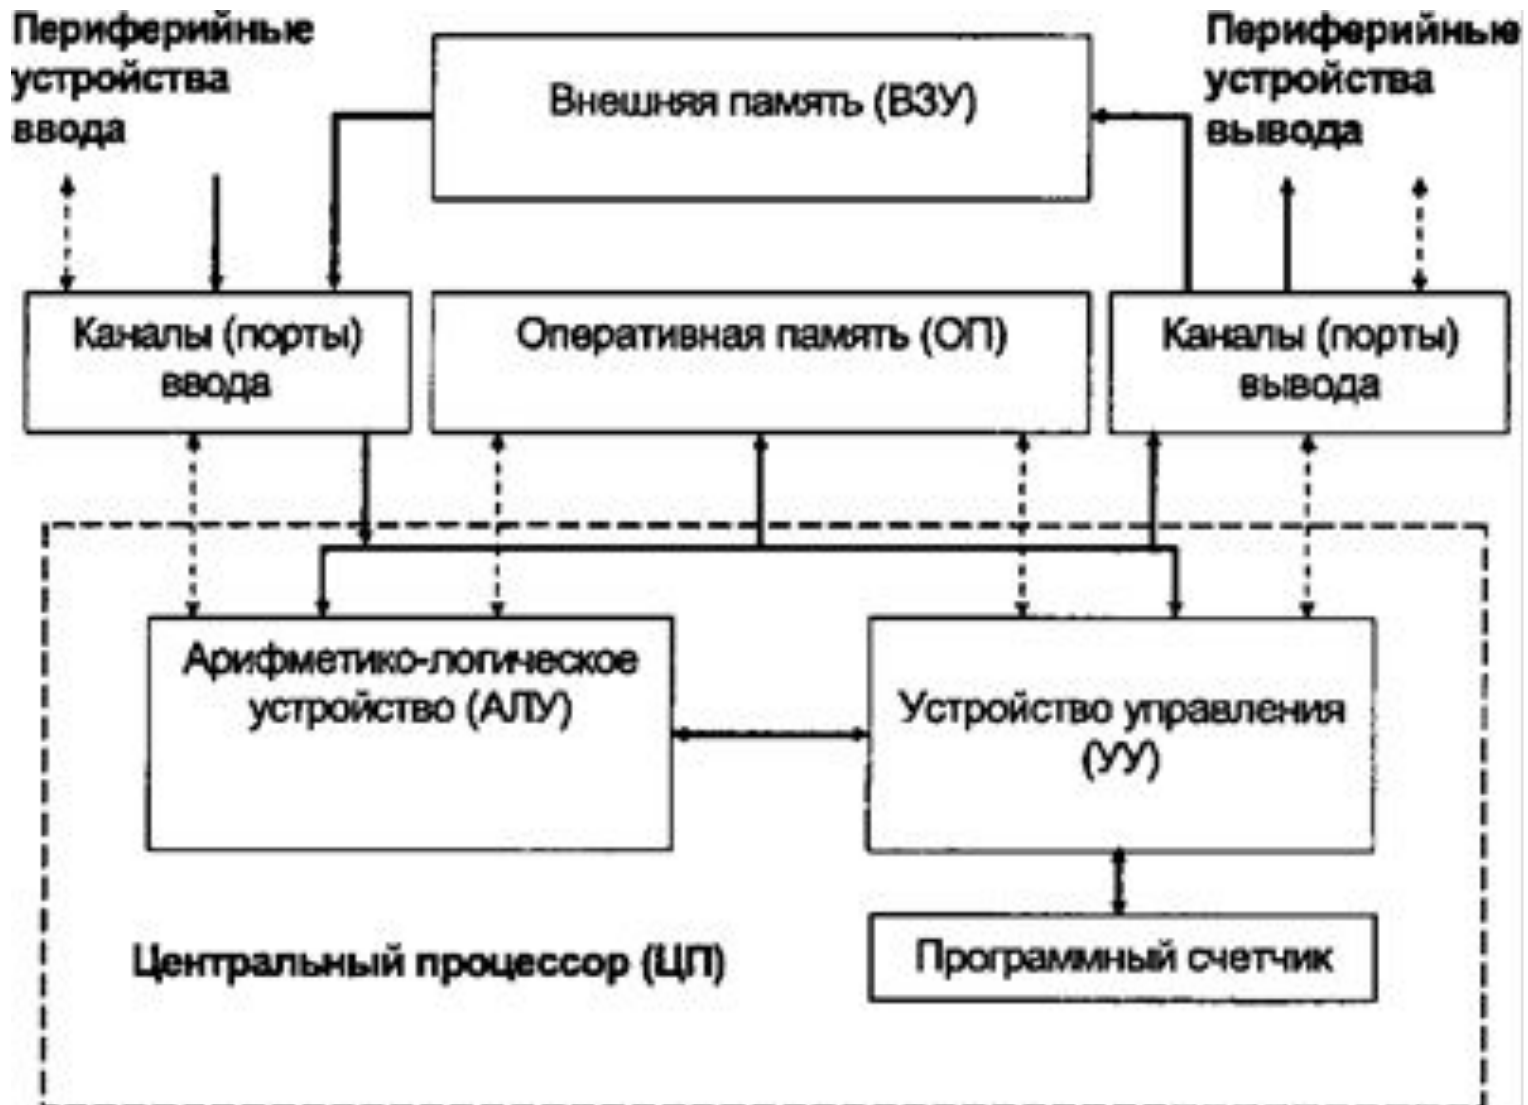 Периферийные
устройства
ввода
Внешняя память (ВЗУ)
Периферийные
устройства
вывода
Каналы (порты)
ввода
Оперативная память (ОП)
Каналы (порты)
вывода
Арифметико-логическое
устройство (АЛУ)
Устройство управления
(УУ)
Центральный процессор (ЦП)
Программный счетчик